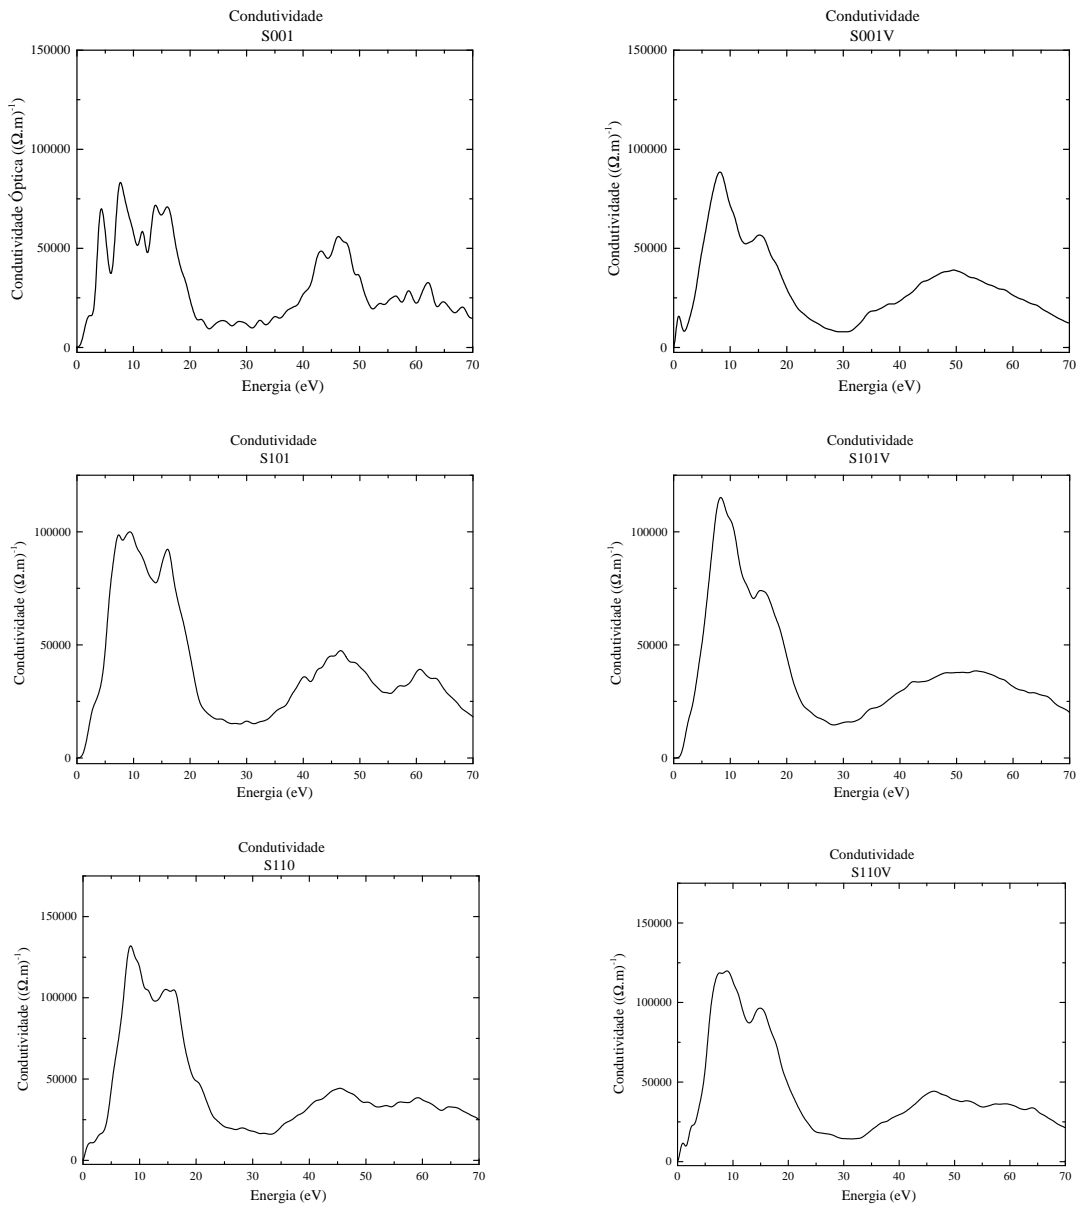 Condutividade
S001
150000
100000
50000
0
Condutividade Óptica ((Ω.m)⁻¹)
0 10 20 30 40 50 60 70
Energia (eV)
Condutividade
S001V
150000
100000
50000
0
Condutividade ((Ω.m)⁻¹)
0 10 20 30 40 50 60 70
Energia (eV)
Condutividade
S101
100000
50000
0
Condutividade ((Ω.m)⁻¹)
0 10 20 30 40 50 60 70
Energia (eV)
Condutividade
S101V
100000
50000
0
Condutividade ((Ω.m)⁻¹)
0 10 20 30 40 50 60 70
Energia (eV)
Condutividade
S110
150000
100000
50000
0
Condutividade ((Ω.m)⁻¹)
0 10 20 30 40 50 60 70
Energia (eV)
Condutividade
S110V
150000
100000
50000
0
Condutividade ((Ω.m)⁻¹)
0 10 20 30 40 50 60 70
Energia (eV)